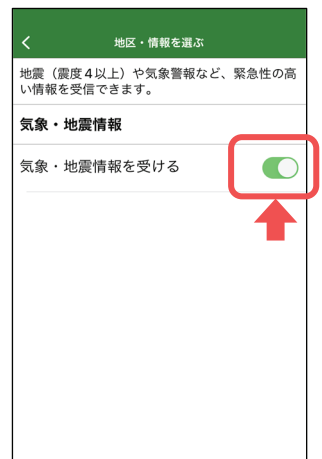 地区・情報を選ぶ
地震（震度４以上）や気象警報など、緊急性の高
い情報を受信できます。
気象・地震情報
気象・地震情報を受ける